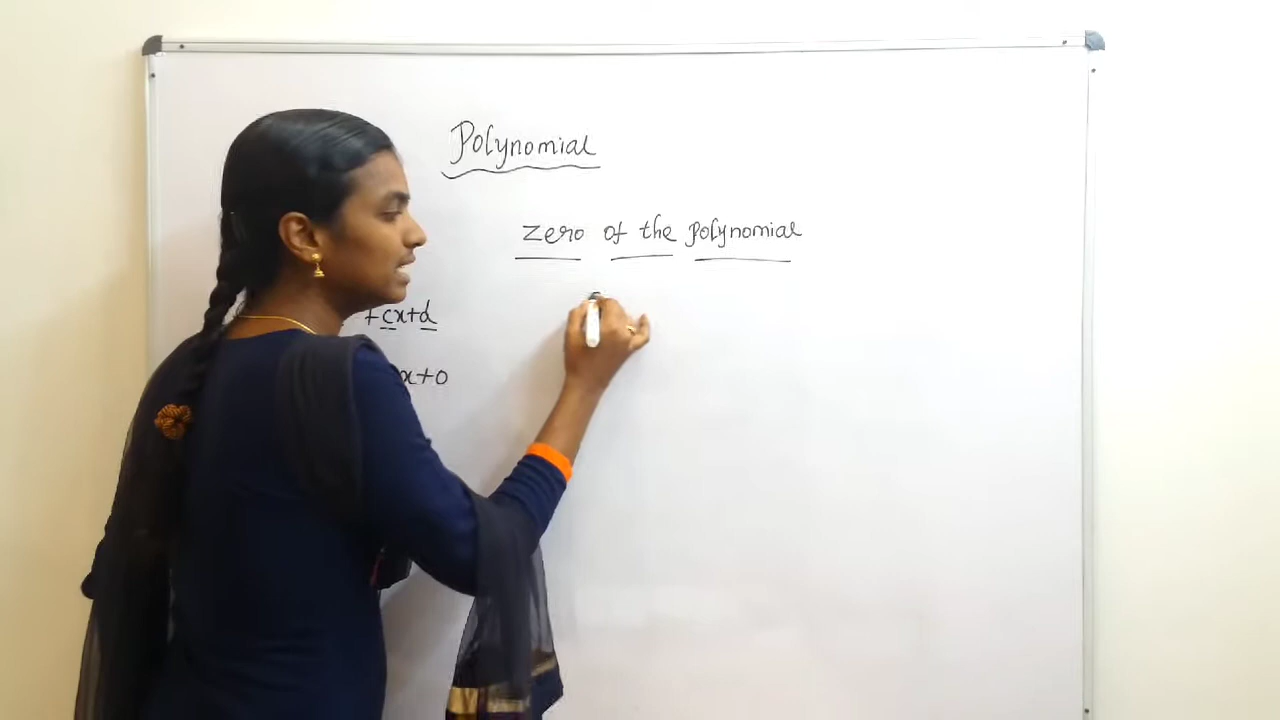 Polynomial
zero of the polynomial
+cx+d
x+0